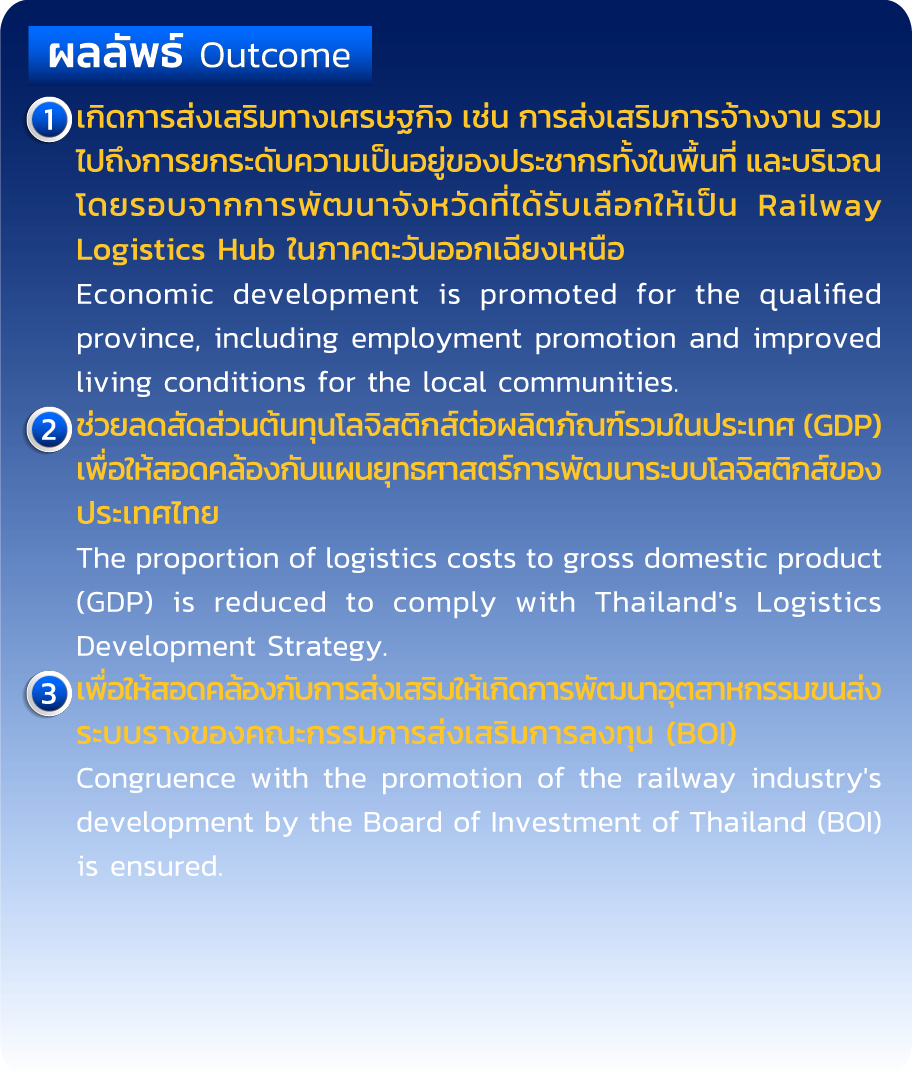 ผลลัพธ์ Outcome
1 เกิดการส่งเสริมทางเศรษฐกิจ เช่น การส่งเสริมการจ้างงาน รวม
ไปถึงการยกระดับความเป็นอยู่ของประชากรทั้งในพื้นที่ และบริเวณ
โดยรอบจากการพัฒนาจังหวัดที่ได้รับเลือกให้เป็น Railway
Logistics Hub ในภาคตะวันออกเฉียงเหนือ
Economic development is promoted for the qualified
province, including employment promotion and improved
living conditions for the local communities.
2 ช่วยลดสัดส่วนต้นทุนโลจิสติกส์ต่อผลิตภัณฑ์รวมในประเทศ (GDP)
เพื่อให้สอดคล้องกับแผนยุทธศาสตร์การพัฒนาระบบโลจิสติกส์ของ
ประเทศไทย
The proportion of logistics costs to gross domestic product
(GDP) is reduced to comply with Thailand's Logistics
Development Strategy.
3 เพื่อให้สอดคล้องกับการส่งเสริมให้เกิดการพัฒนาอุตสาหกรรมขนส่ง
ระบบรางของคณะกรรมการส่งเสริมการลงทุน (BOI)
Congruence with the promotion of the railway industry's
development by the Board of Investment of Thailand (BOI)
is ensured.